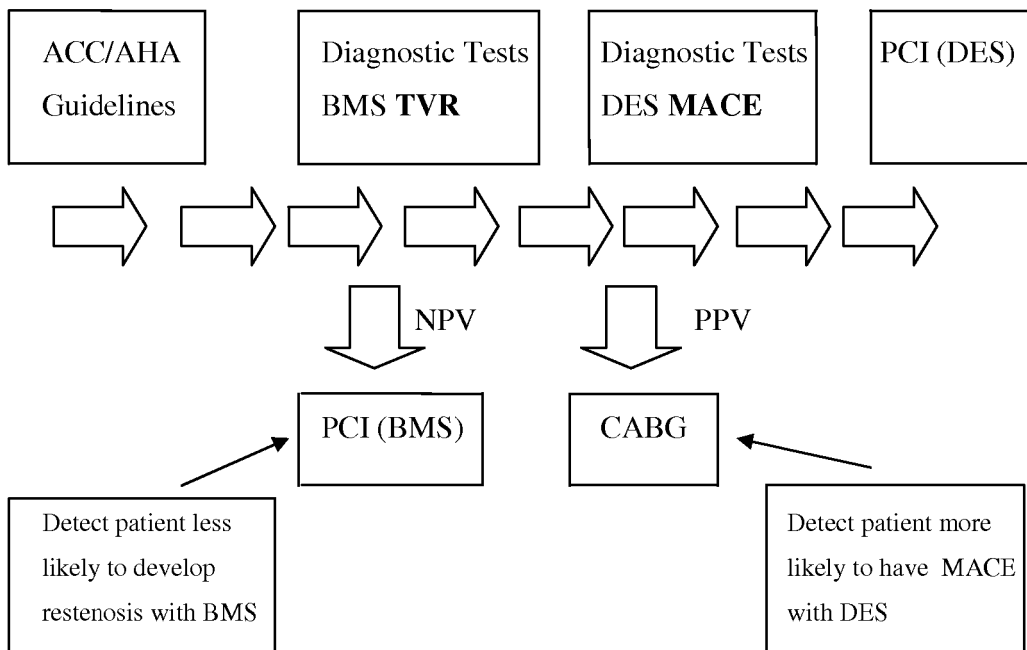 ACC/AHA
Guidelines
Diagnostic Tests
BMS TVR
Diagnostic Tests
DES MACE
PCI (DES)
NPV
PPV
PCI (BMS)
CABG
Detect patient less
likely to develop
restenosis with BMS
Detect patient more
likely to have MACE
with DES